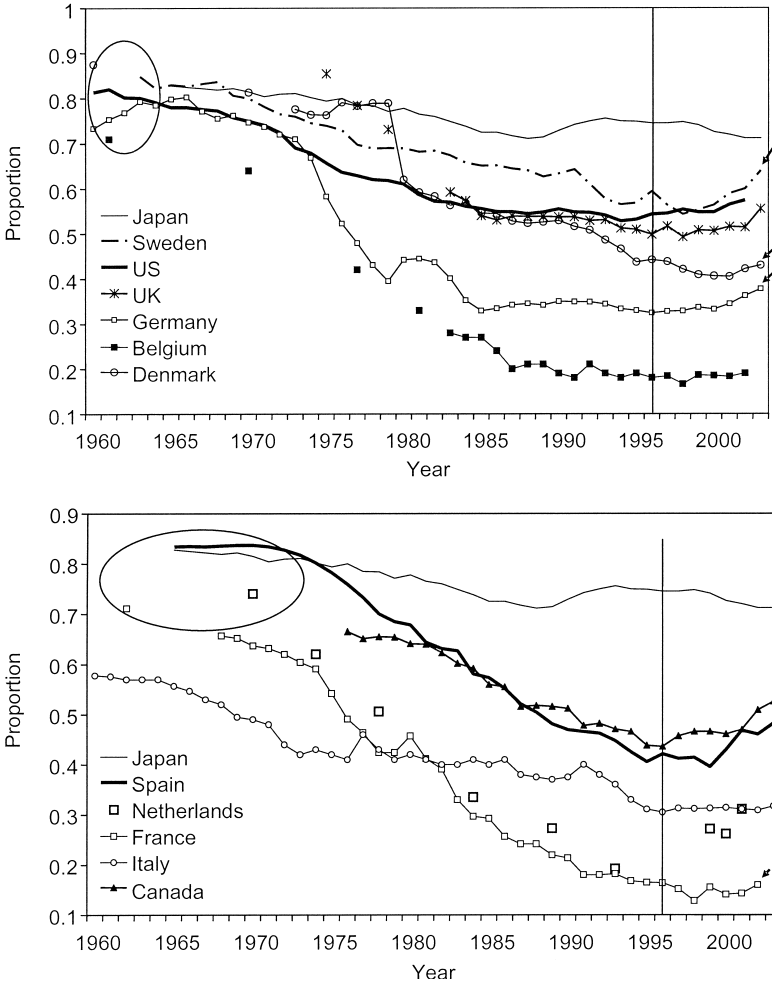 1
0.9
0.8
0.7
0.6
0.5
0.4
0.3
0.2
0.1
Proportion
Japan
Sweden
US
UK
Germany
Belgium
Denmark
1960 1965 1970 1975 1980 1985 1990 1995 2000
Year
0.9
0.8
0.7
0.6
0.5
0.4
0.3
0.2
0.1
Proportion
Japan
Spain
Netherlands
France
Italy
Canada
1960 1965 1970 1975 1980 1985 1990 1995 2000
Year